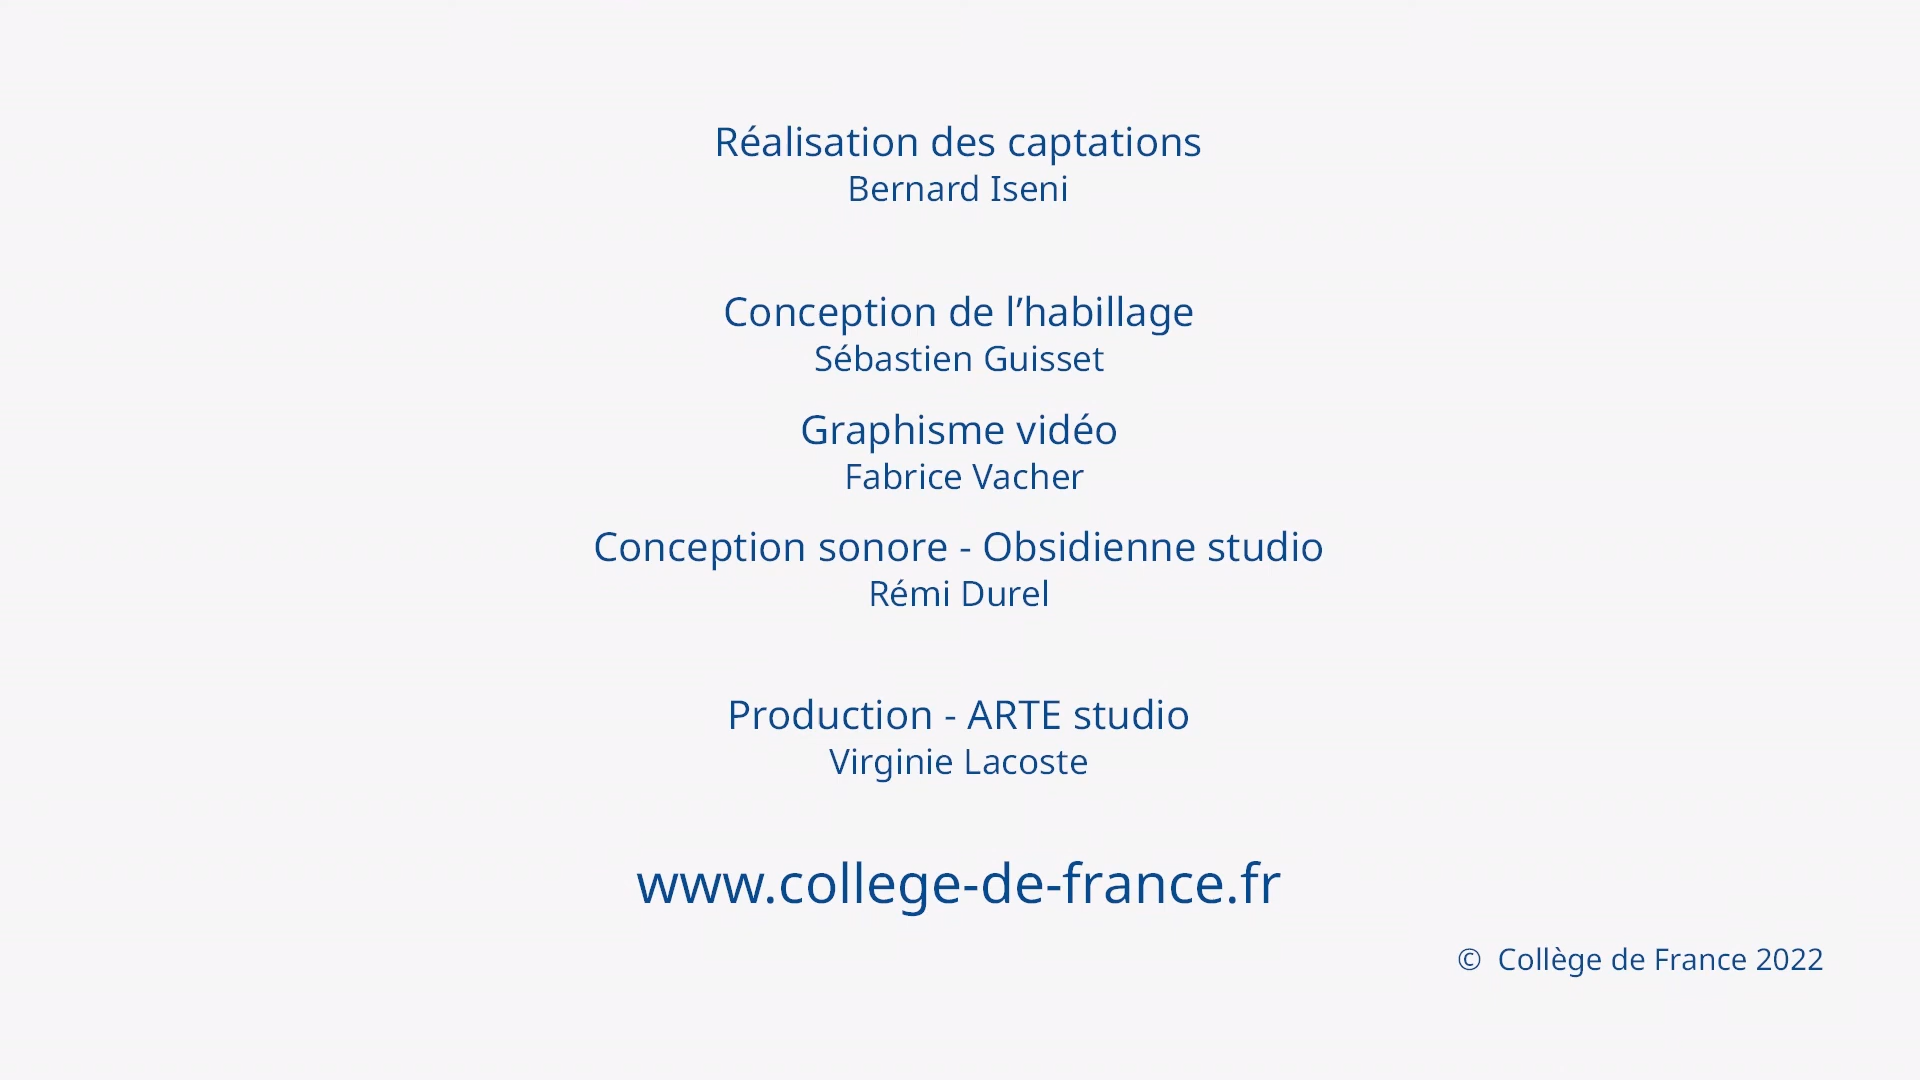 Réalisation des captations
Bernard Iseni
Conception de l’habillage
Sébastien Guisset
Graphisme vidéo
Fabrice Vacher
Conception sonore - Obsidienne studio
Rémi Durel
Production - ARTE studio
Virginie Lacoste
www.college-de-france.fr
© Collège de France 2022